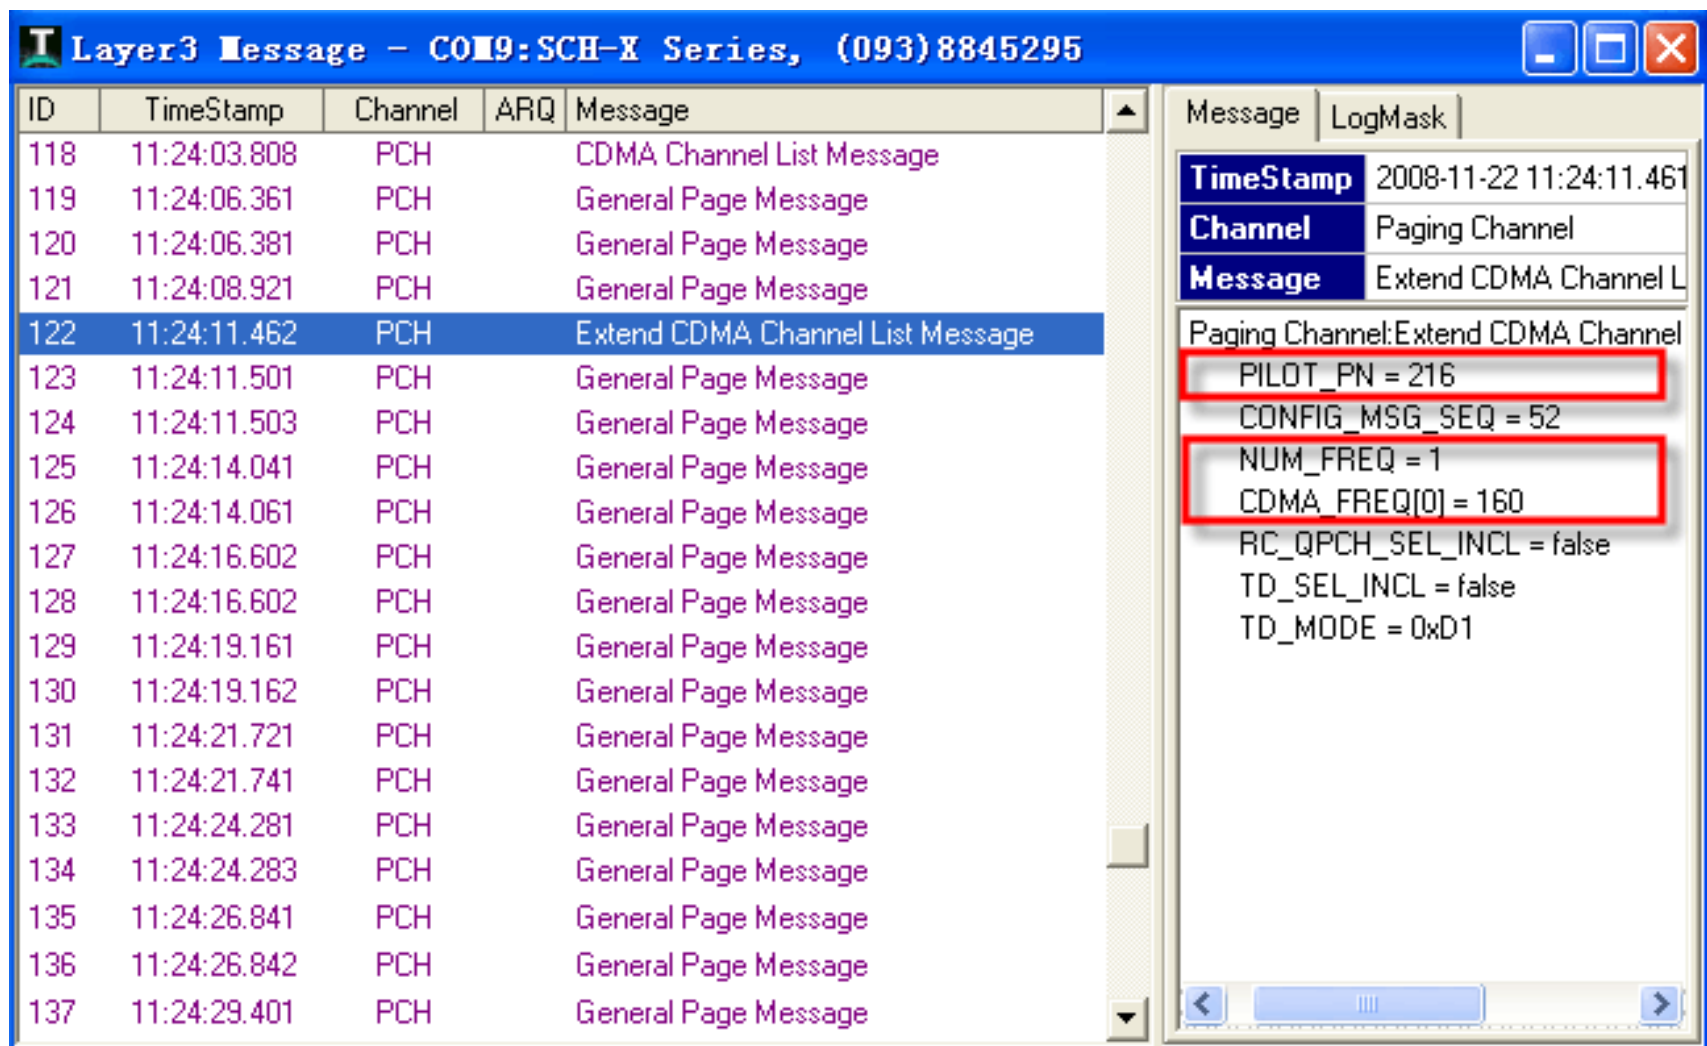 Layer3 Message - COM9:SCH-X Series, (093)8845295
ID TimeStamp Channel ARQ Message
118 11:24:03.808 PCH CDMA Channel List Message
119 11:24:06.361 PCH General Page Message
120 11:24:06.381 PCH General Page Message
121 11:24:08.921 PCH General Page Message
122 11:24:11.462 PCH Extend CDMA Channel List Message
123 11:24:11.501 PCH General Page Message
124 11:24:11.503 PCH General Page Message
125 11:24:14.041 PCH General Page Message
126 11:24:14.061 PCH General Page Message
127 11:24:16.602 PCH General Page Message
128 11:24:16.602 PCH General Page Message
129 11:24:19.161 PCH General Page Message
130 11:24:19.162 PCH General Page Message
131 11:24:21.721 PCH General Page Message
132 11:24:21.741 PCH General Page Message
133 11:24:24.281 PCH General Page Message
134 11:24:24.283 PCH General Page Message
135 11:24:26.841 PCH General Page Message
136 11:24:26.842 PCH General Page Message
137 11:24:29.401 PCH General Page Message
Message LogMask
TimeStamp 2008-11-22 11:24:11.461
Channel Paging Channel
Message Extend CDMA Channel L
Paging Channel:Extend CDMA Channel
PILOT_PN = 216
CONFIG_MSG_SEQ = 52
NUM_FREQ = 1
CDMA_FREQ[0] = 160
RC_QPCH_SEL_INCL = false
TD_SEL_INCL = false
TD_MODE = 0xD1